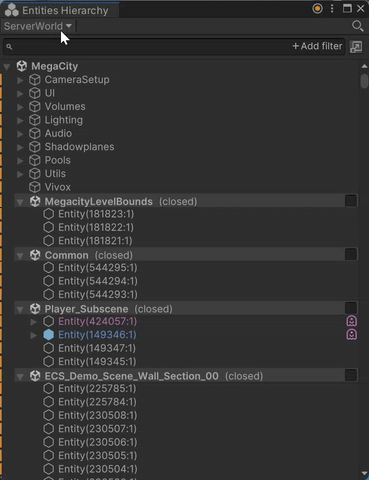 Entities Hierarchy
ServerWorld
+ Add filter
MegaCity
CameraSetup
UI
Volumes
Lighting
Audio
Shadowplanes
Pools
Utils
Vivox
MegacityLevelBounds (closed)
Entity(181823:1)
Entity(181822:1)
Entity(181821:1)
Common (closed)
Entity(544295:1)
Entity(544294:1)
Entity(544293:1)
Player_Subscene (closed)
Entity(424057:1)
Entity(149346:1)
Entity(149347:1)
Entity(149345:1)
ECS_Demo_Scene_Wall_Section_00 (closed)
Entity(225785:1)
Entity(225784:1)
Entity(230508:1)
Entity(230507:1)
Entity(230506:1)
Entity(230505:1)
Entity(230504:1)